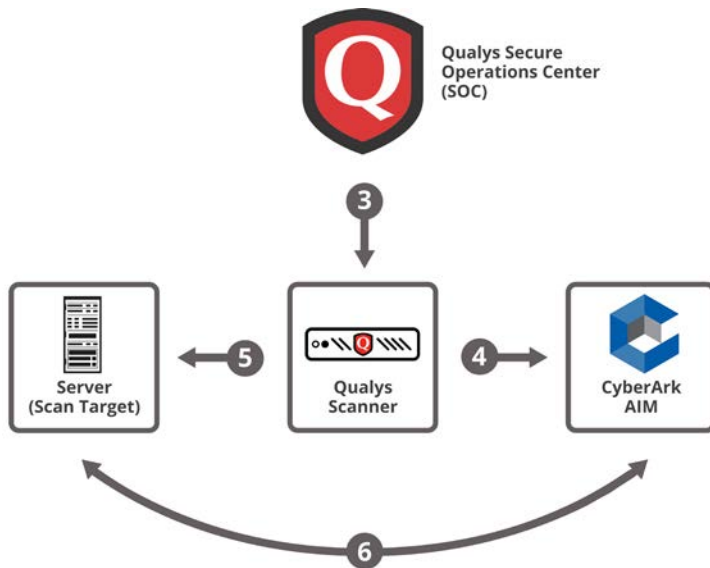 Q
Qualys Secure
Operations Center
(SOC)
3
Server
(Scan Target)
5
Q
Qualys
Scanner
4
CyberArk
AIM
6